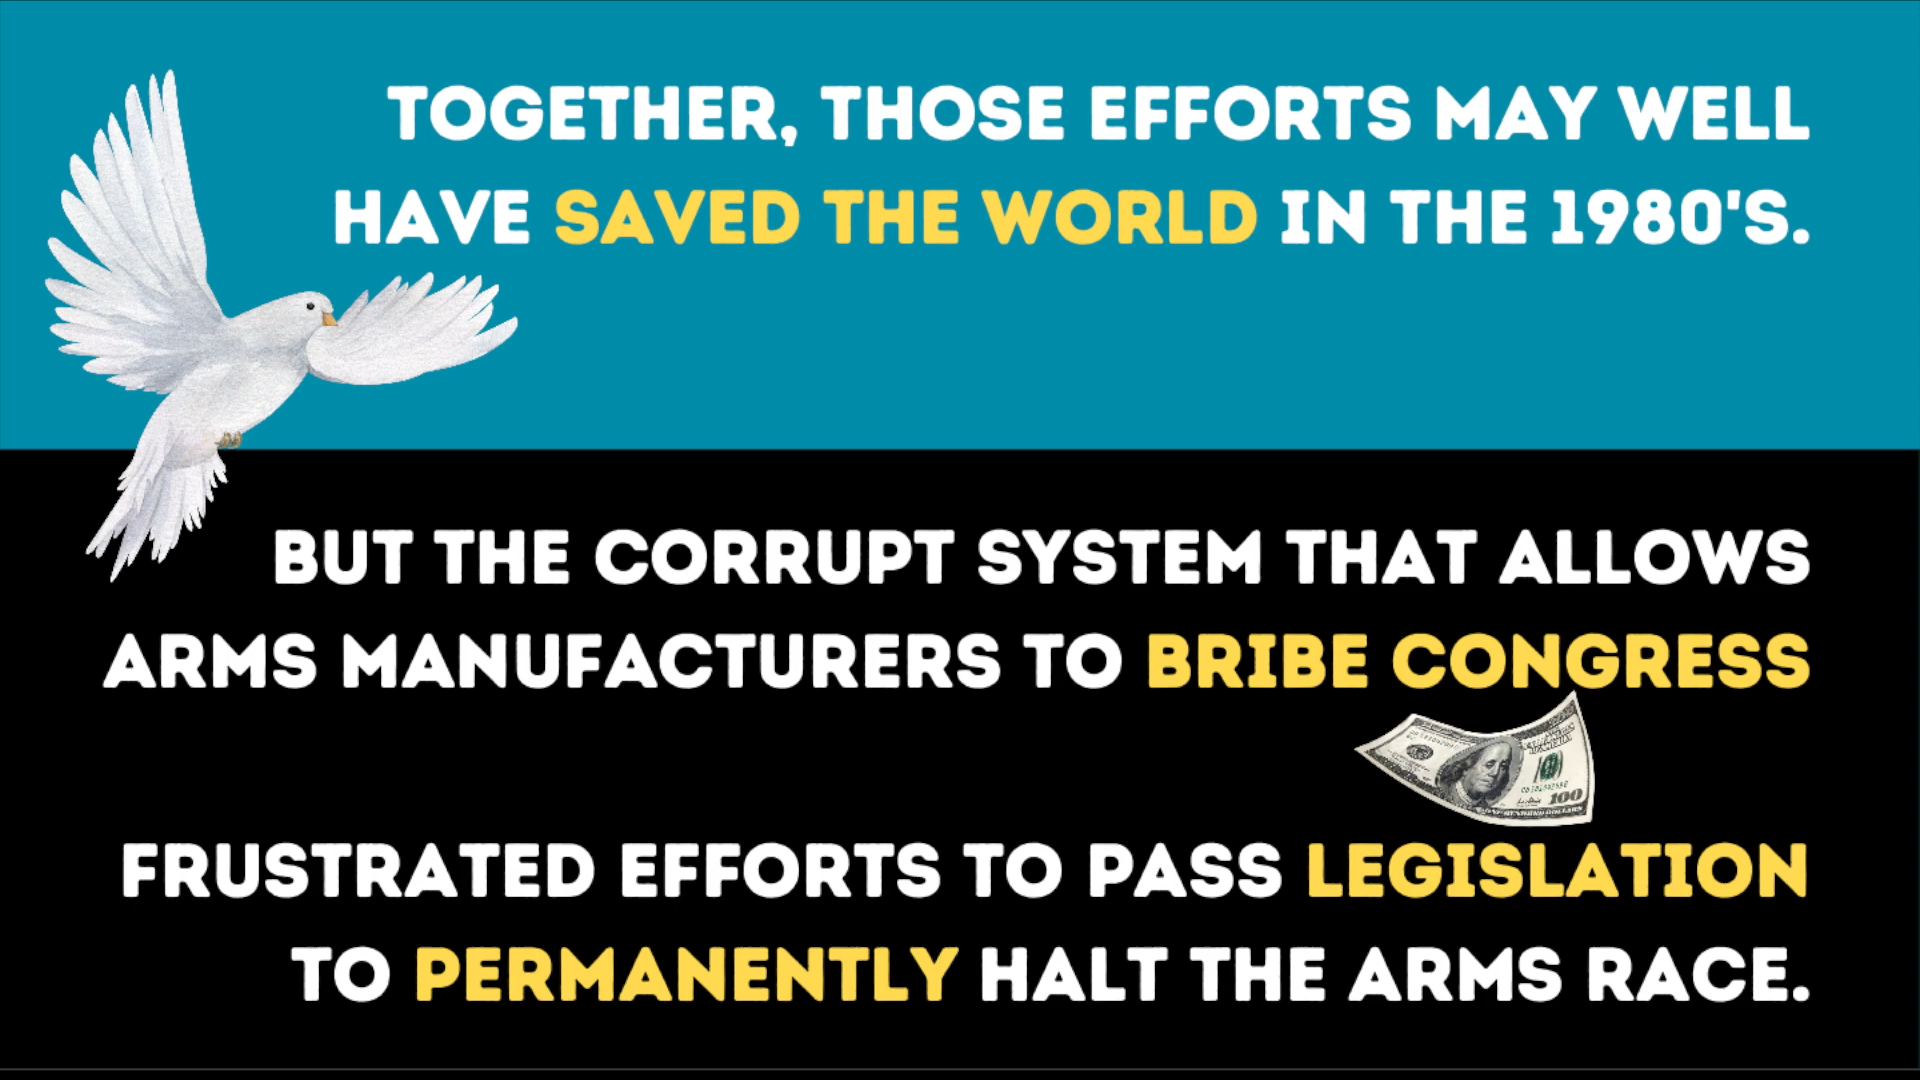 TOGETHER, THOSE EFFORTS MAY WELL
HAVE SAVED THE WORLD IN THE 1980'S.
BUT THE CORRUPT SYSTEM THAT ALLOWS
ARMS MANUFACTURERS TO BRIBE CONGRESS
100
FRUSTRATED EFFORTS TO PASS LEGISLATION
TO PERMANENTLY HALT THE ARMS RACE.